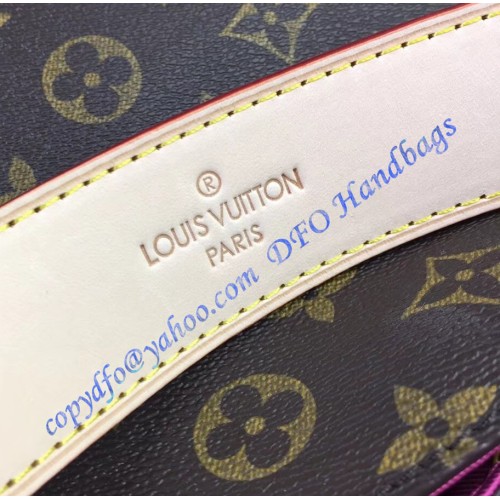 ®
LOUIS VUITTON
PARIS
copydfo@yahoo.com DFO Handbags